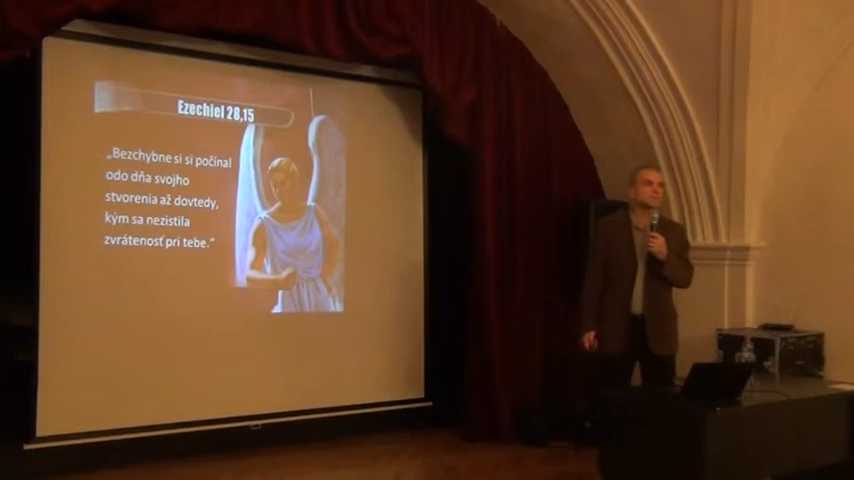 Ezechiel 28,15
„Bezchybne si si počínal
odo dňa svojho
stvorenia až dovtedy,
kým sa nezistila
zvrátenosť pri tebe."